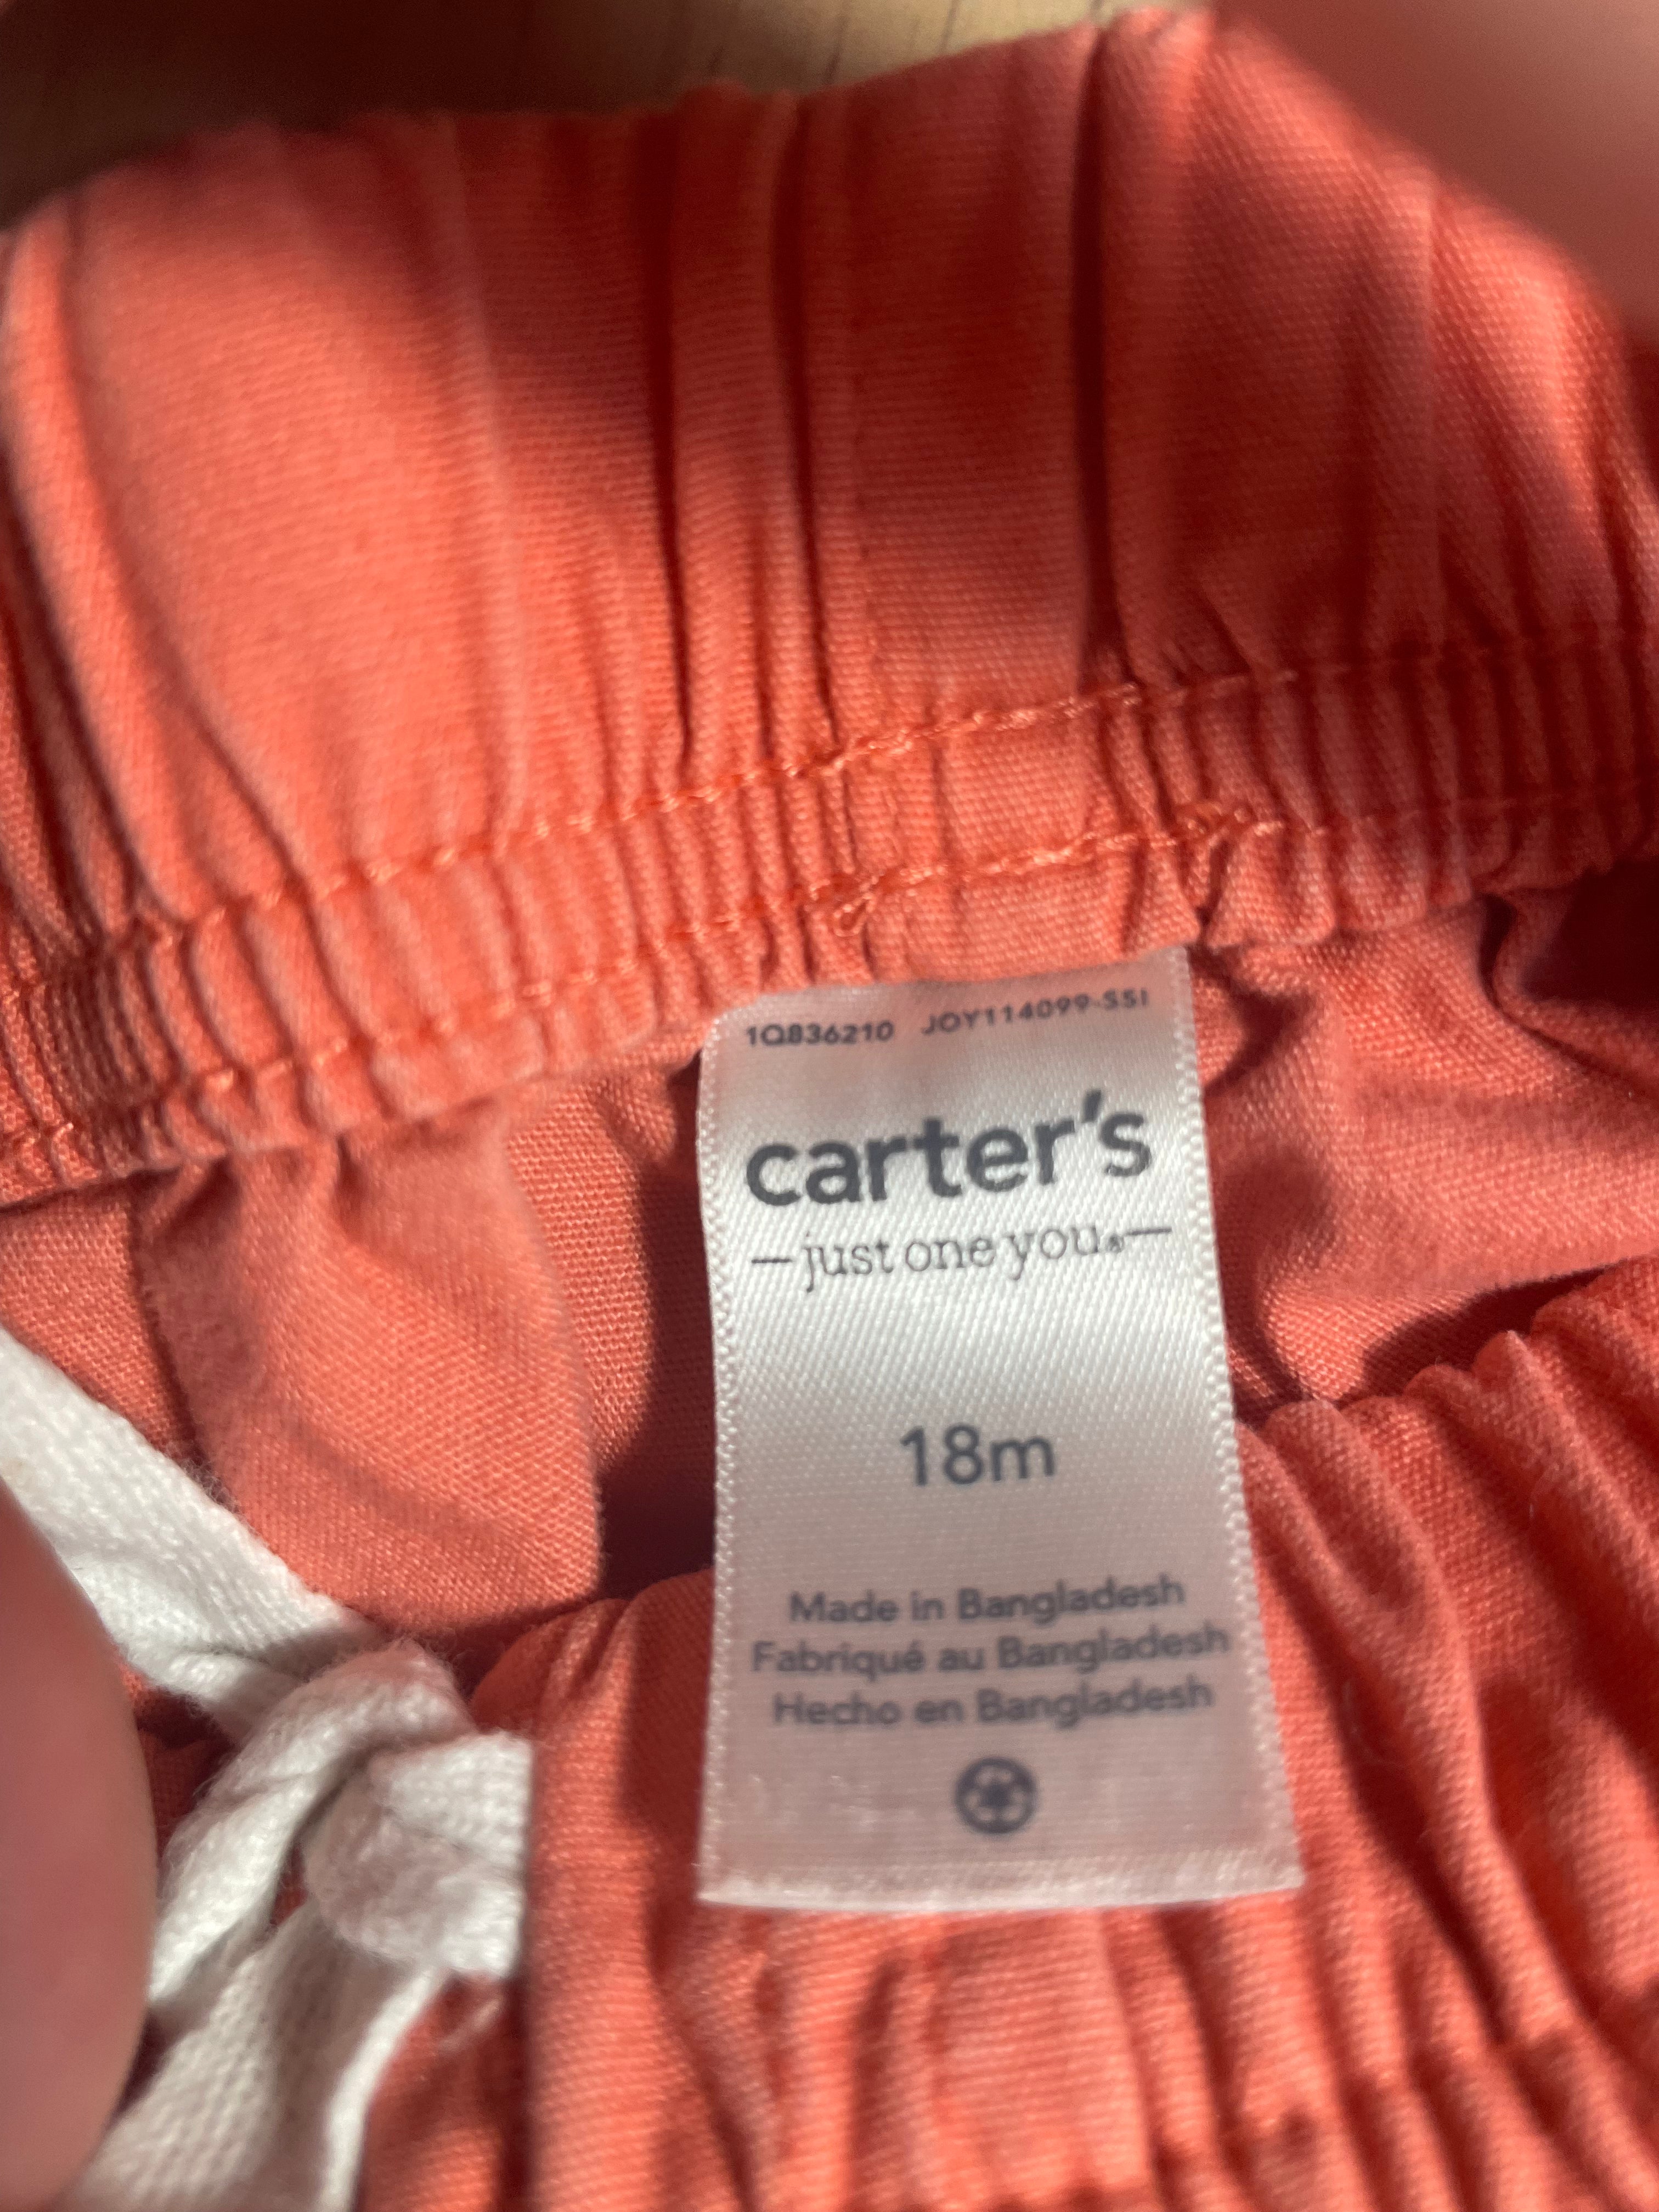 1Q836210 JOY114099-SSI
carter's
—just one you®—
18m
Made in Bangladesh
Fabriqué au Bangladesh
Hecho en Bangladesh